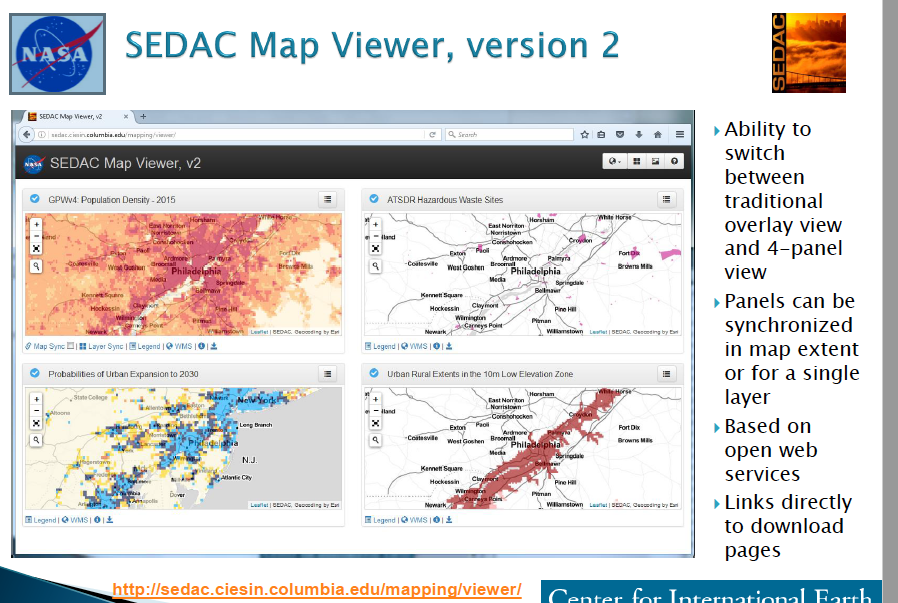 NASA
SEDAC Map Viewer, version 2
SEDAC
SEDAC Map Viewer, v2
sedac.ciesin.columbia.edu/mapping/viewer/
Search
NASA
SEDAC Map Viewer, v2
GPWv4: Population Density - 2015
Horsham
White Horse
East Norriton
Norristown
Conshohocken
Exton
Paoli
Ardmore
Palmyra
Broomall
Fort Dix
Browns Mills
Coatesville
West Goshen
Philadelphia
Media
Springdale
Bellmawr
Kennett Square
Claymont
Pine Hill
Hockessin
Wilmington
Pitman
Carneys Point
Newark
Williamstown
Leaflet | SEDAC, Geocoding by Esri
Map Sync | Layer Sync | Legend | WMS | |
ATSDR Hazardous Waste Sites
Horsham
White Horse
East Norriton
Norristown
Conshohocken
Croydon
Exton
Paoli
Ardmore
Palmyra
Fort Dix
Broomall
Coatesville
West Goshen
Browns Mills
Philadelphia
Media
Springdale
Bellmawr
Kennett Square
Claymont
Pine Hill
Hockessin
Wilmington
Pitman
Carneys Point
Newark
Williamstown
Leaflet | SEDAC, Geocoding by Esri
Legend | WMS | |
Probabilities of Urban Expansion to 2030
State College
New York
Altoona
Allentown
Long Branch
Philadelphia
N.J.
Hagerstown
Atlantic City
Dover
Annapolis
Leaflet | SEDAC, Geocoding by Esri
Legend | WMS | |
Urban Rural Extents in the 10m Low Elevation Zone
Horsham
White Horse
East Norriton
Norristown
Conshohocken
Croydon
Exton
Paoli
Ardmore
Palmyra
Fort Dix
Broomall
Coatesville
West Goshen
Browns Mills
Philadelphia
Media
Springdale
Bellmawr
Kennett Square
Claymont
Pine Hill
Hockessin
Wilmington
Pitman
Carneys Point
Newark
Williamstown
Leaflet | SEDAC, Geocoding by Esri
Legend | WMS | |
Ability to
switch
between
traditional
overlay view
and 4-panel
view
Panels can be
synchronized
in map extent
or for a single
layer
Based on
open web
services
Links directly
to download
pages
http://sedac.ciesin.columbia.edu/mapping/viewer/
Center for International Earth